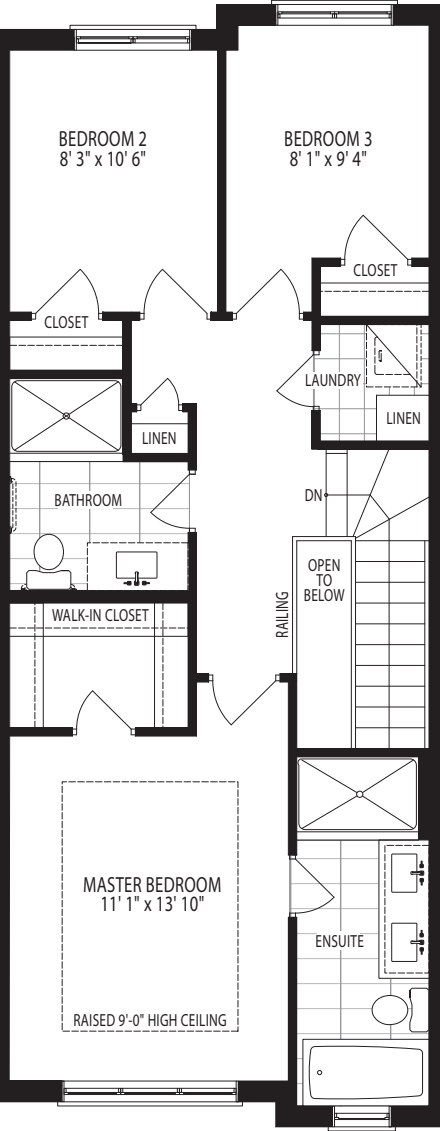 BEDROOM 2
8' 3" x 10' 6"
BEDROOM 3
8' 1" x 9' 4"
CLOSET
CLOSET
LAUNDRY
LINEN
LINEN
BATHROOM
DN
OPEN
TO
BELOW
RAILING
WALK-IN CLOSET
MASTER BEDROOM
11' 1" x 13' 10"
ENSUITE
RAISED 9'-0" HIGH CEILING